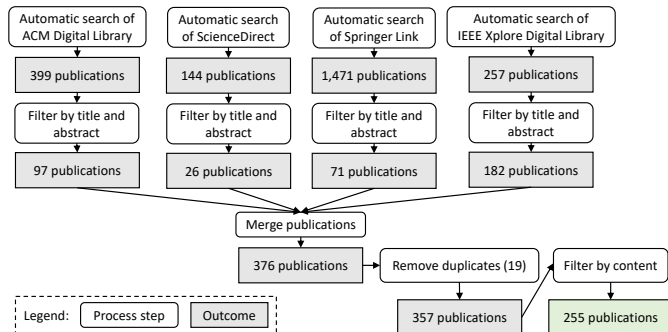 Automatic search of
ACM Digital Library
Automatic search
of ScienceDirect
Automatic search
of Springer Link
Automatic search of
IEEE Xplore Digital Library
399 publications
144 publications
1,471 publications
257 publications
Filter by title and
abstract
Filter by title and
abstract
Filter by title and
abstract
Filter by title and
abstract
97 publications
26 publications
71 publications
182 publications
Merge publications
376 publications
Remove duplicates (19)
Filter by content
357 publications
255 publications
Legend:
Process step
Outcome